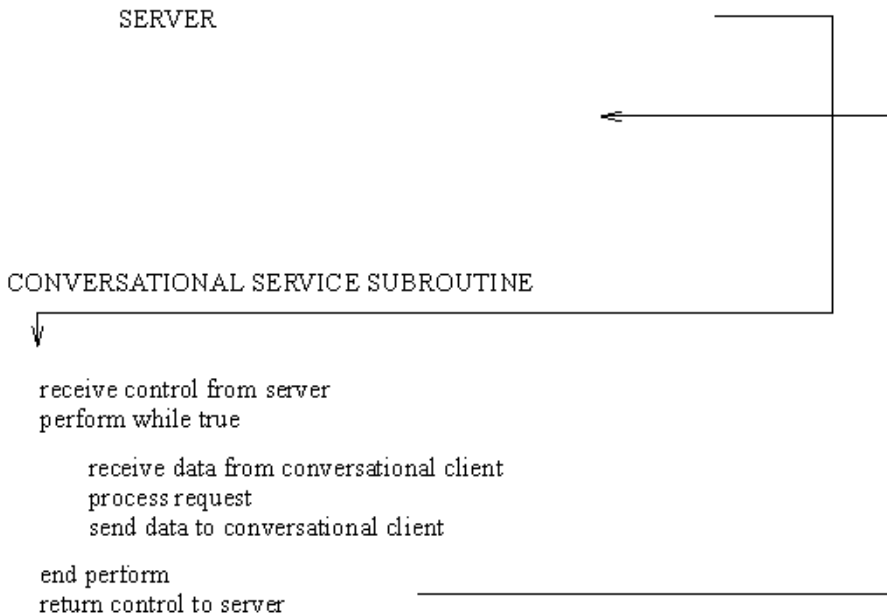 SERVER
CONVERSATIONAL SERVICE SUBROUTINE
receive control from server
perform while true
receive data from conversational client
process request
send data to conversational client
end perform
return control to server